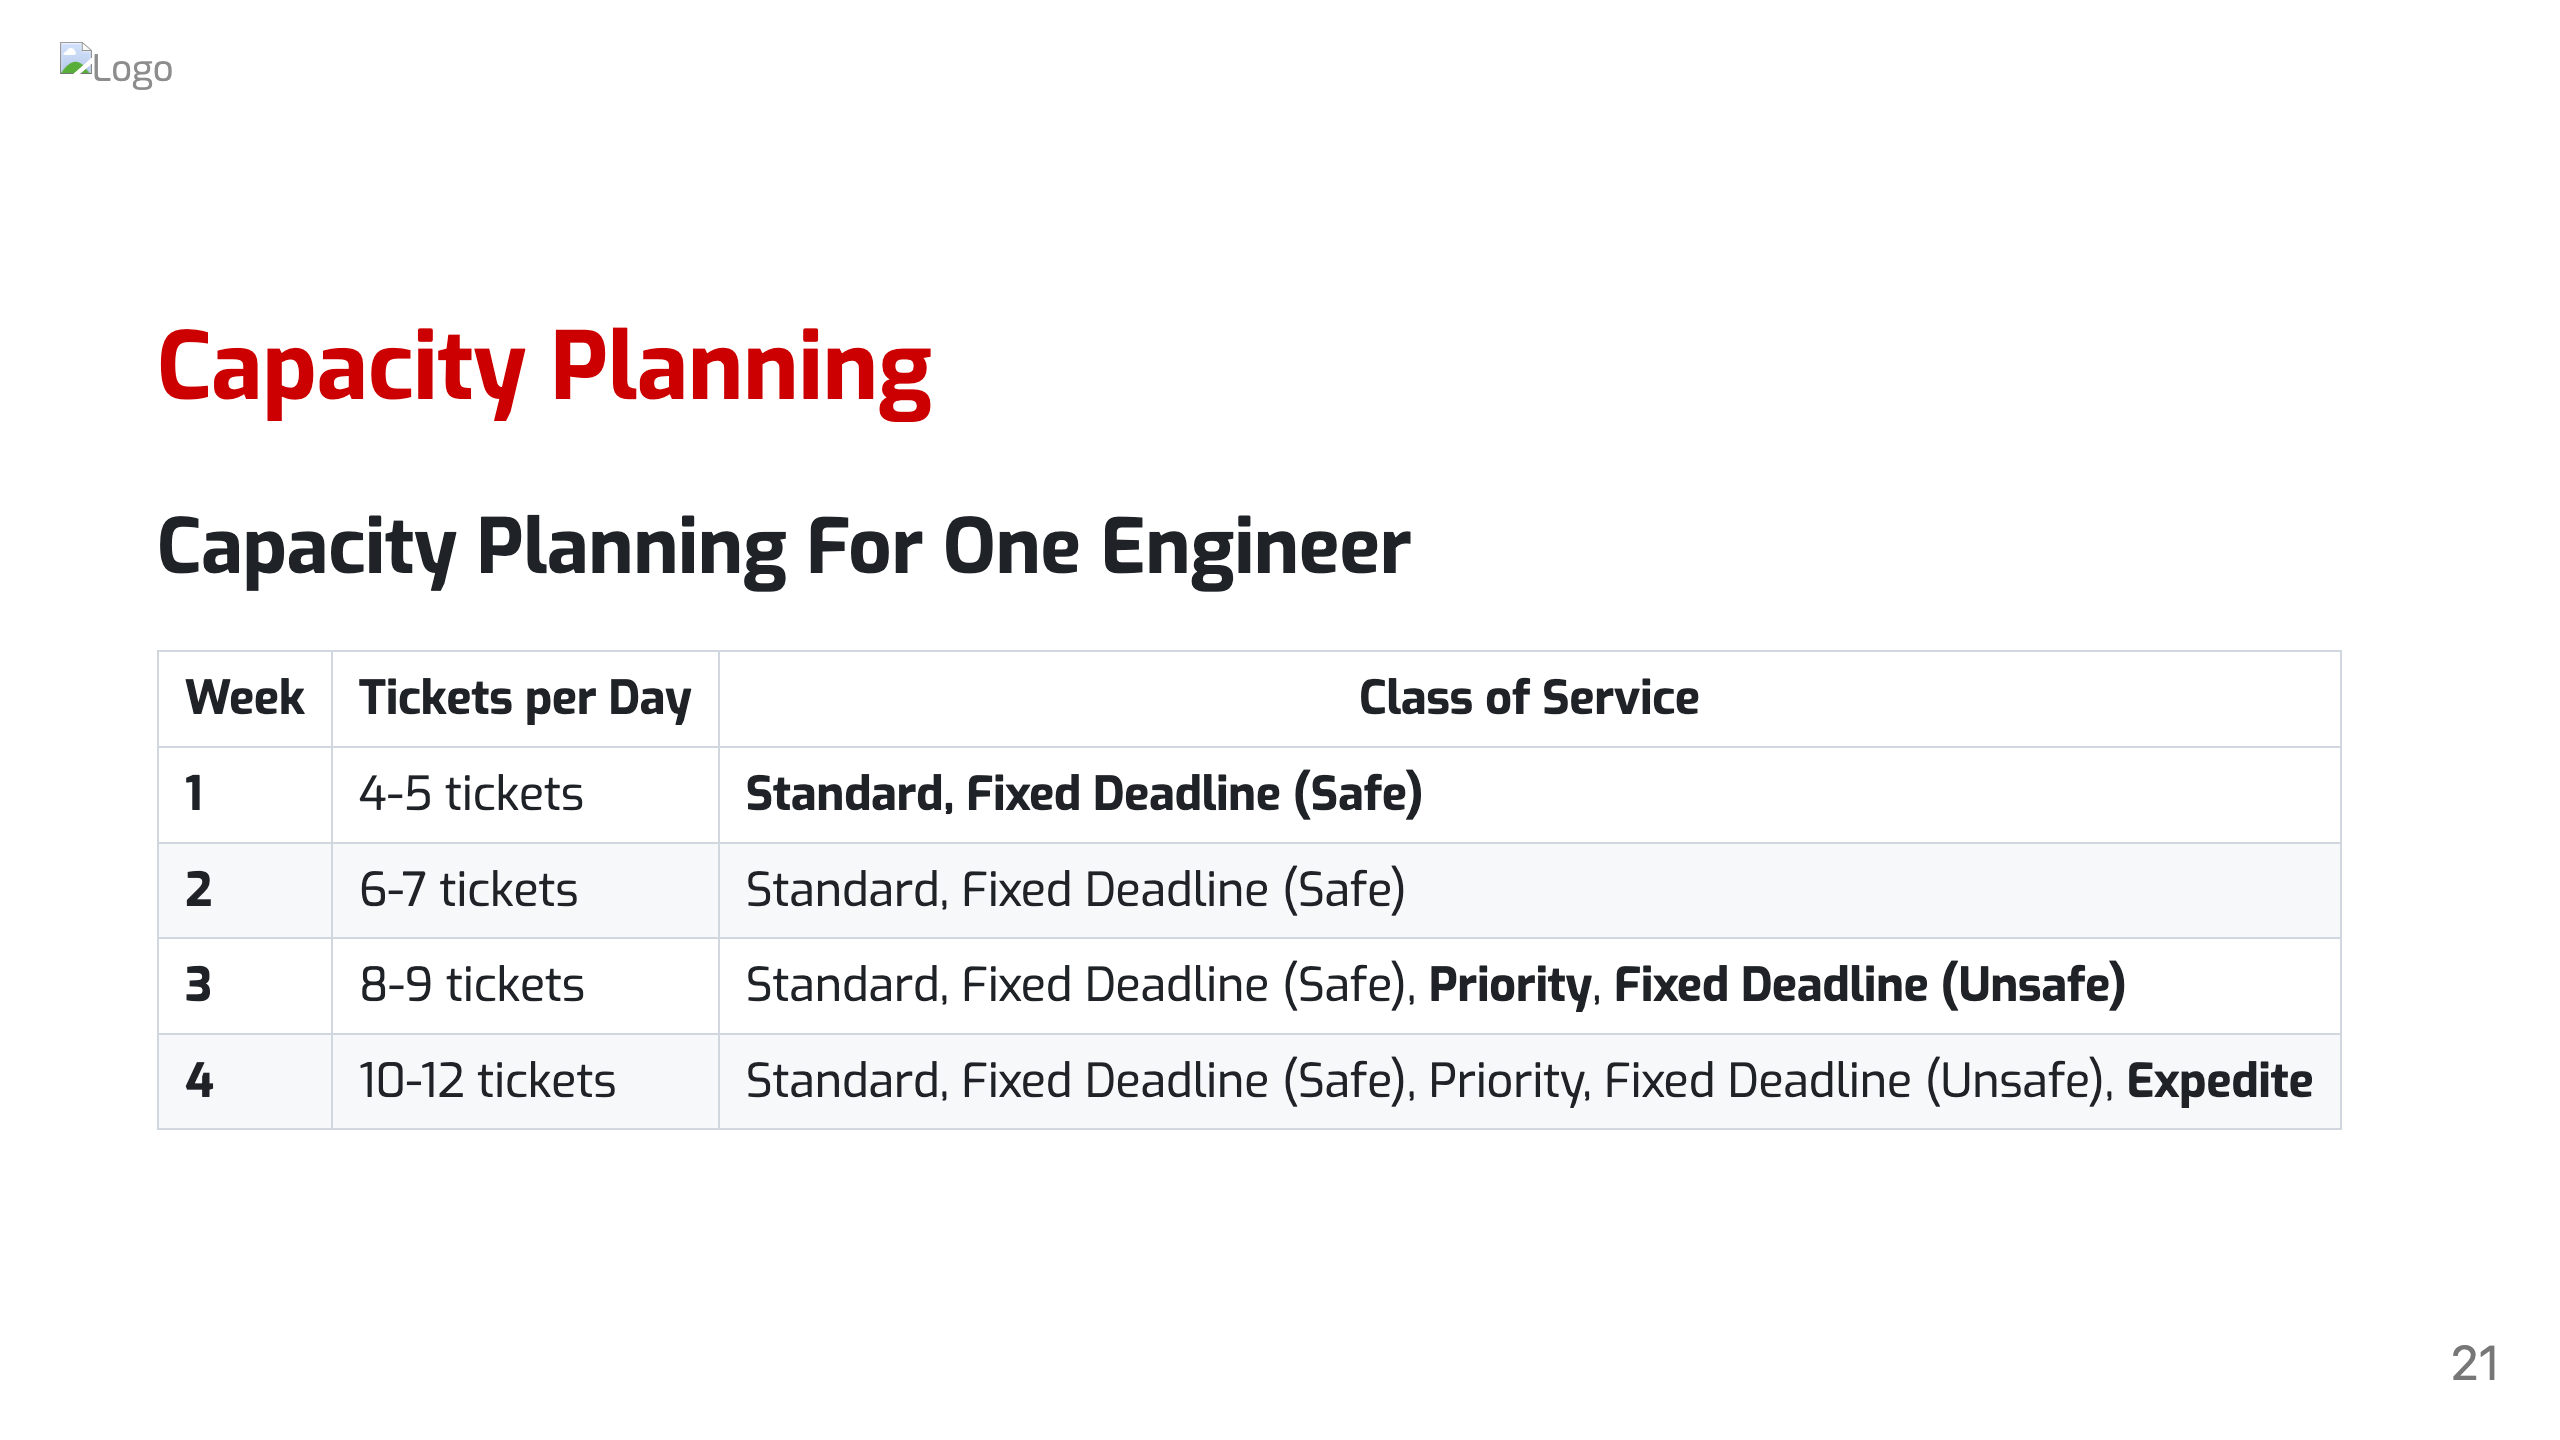 Logo
Capacity Planning
Capacity Planning For One Engineer
Week Tickets per Day Class of Service
1 4-5 tickets Standard, Fixed Deadline (Safe)
2 6-7 tickets Standard, Fixed Deadline (Safe)
3 8-9 tickets Standard, Fixed Deadline (Safe), Priority, Fixed Deadline (Unsafe)
4 10-12 tickets Standard, Fixed Deadline (Safe), Priority, Fixed Deadline (Unsafe), Expedite
21